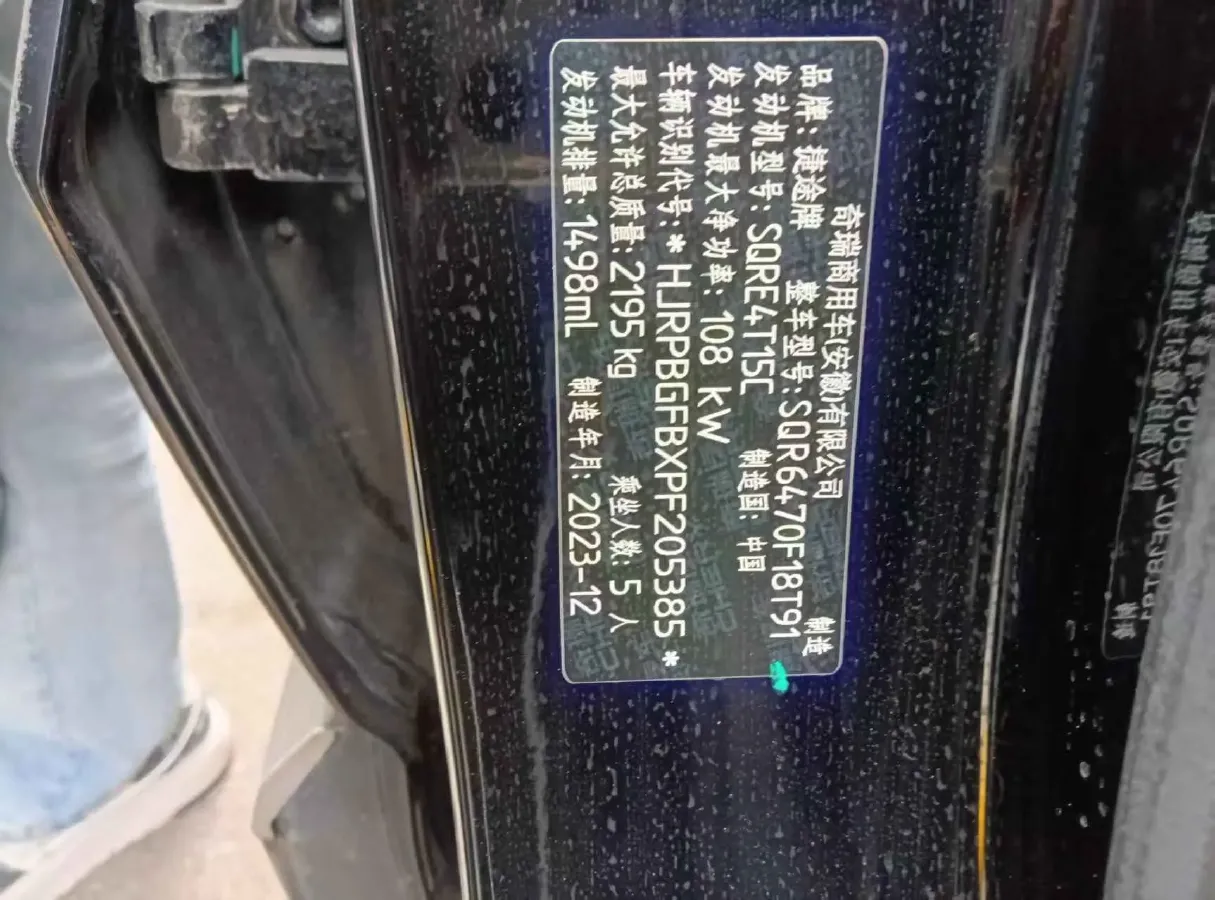 奇瑞商用车(安徽)有限公司 制造
品牌: 捷途牌 整车型号: SQR6470F18T91
发动机型号: SQRE4T15C 制造国: 中国
发动机最大净功率: 108 kW
车辆识别代号: *HJRPBGFBXPF205385*
最大允许总质量: 2195 kg 乘坐人数: 5 人
发动机排量: 1498mL 制造年月: 2023-12